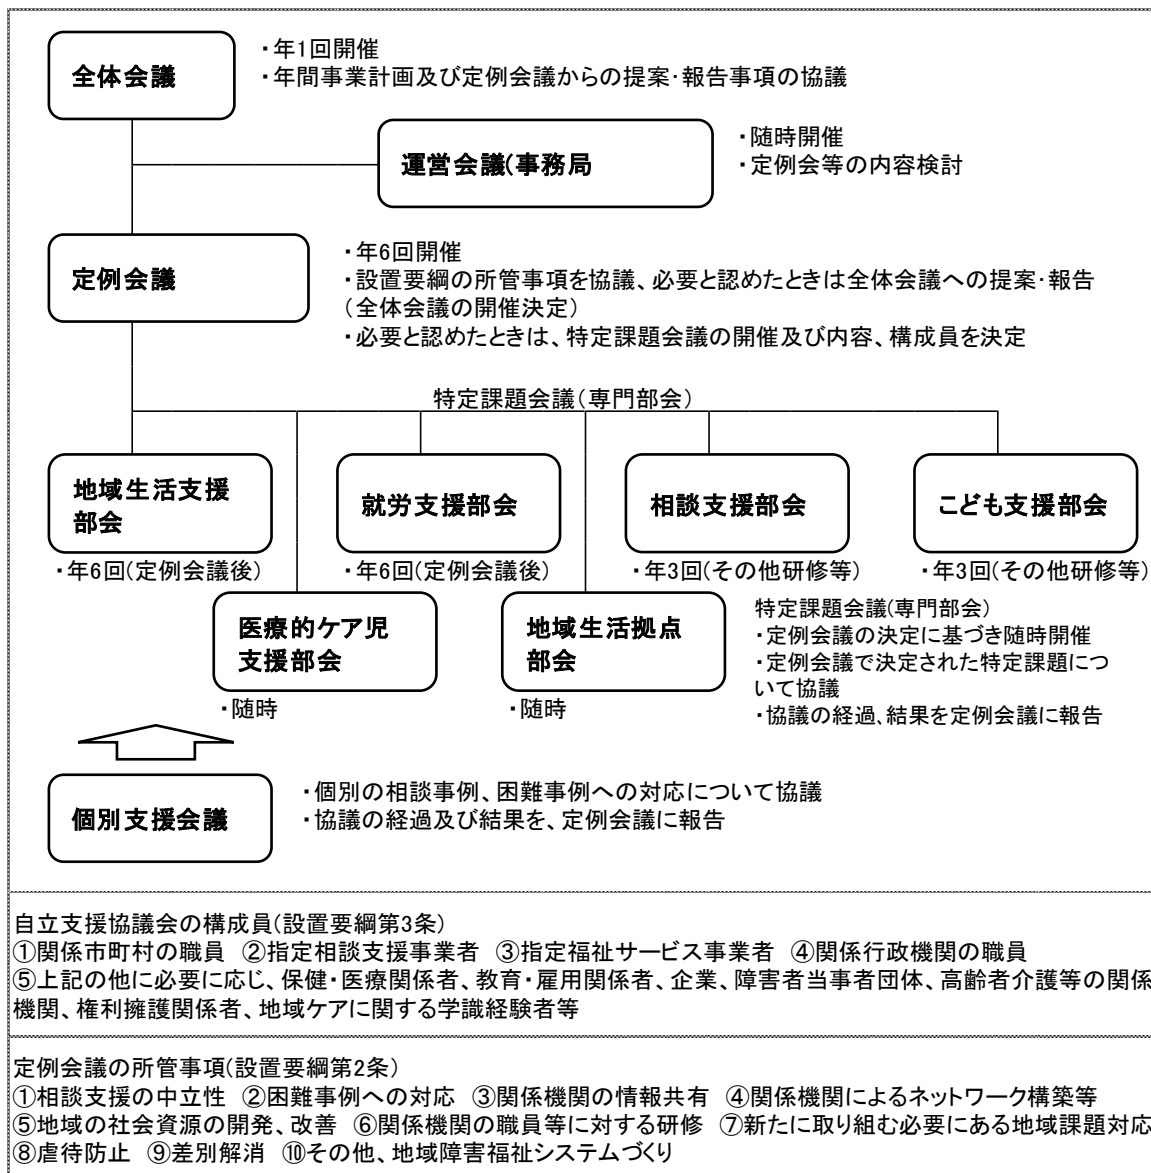 全体会議
・年1回開催
・年間事業計画及び定例会議からの提案・報告事項の協議
運営会議(事務局
・随時開催
・定例会等の内容検討
定例会議
・年6回開催
・設置要綱の所管事項を協議、必要と認めたときは全体会議への提案・報告
(全体会議の開催決定)
・必要と認めたときは、特定課題会議の開催及び内容、構成員を決定
特定課題会議(専門部会)
地域生活支援
部会
・年6回(定例会議後)
就労支援部会
・年6回(定例会議後)
相談支援部会
・年3回(その他研修等)
こども支援部会
・年3回(その他研修等)
医療的ケア児
支援部会
・随時
地域生活拠点
部会
・随時
特定課題会議(専門部会)
・定例会議の決定に基づき随時開催
・定例会議で決定された特定課題につ
いて協議
・協議の経過、結果を定例会議に報告
個別支援会議
・個別の相談事例、困難事例への対応について協議
・協議の経過及び結果を、定例会議に報告
自立支援協議会の構成員(設置要綱第3条)
①関係市町村の職員 ②指定相談支援事業者 ③指定福祉サービス事業者 ④関係行政機関の職員
⑤上記の他に必要に応じ、保健・医療関係者、教育・雇用関係者、企業、障害者当事者団体、高齢者介護等の関係
機関、権利擁護関係者、地域ケアに関する学識経験者等
定例会議の所管事項(設置要綱第2条)
①相談支援の中立性 ②困難事例への対応 ③関係機関の情報共有 ④関係機関によるネットワーク構築等
⑤地域の社会資源の開発、改善 ⑥関係機関の職員等に対する研修 ⑦新たに取り組む必要にある地域課題対応
⑧虐待防止 ⑨差別解消 ⑩その他、地域障害福祉システムづくり